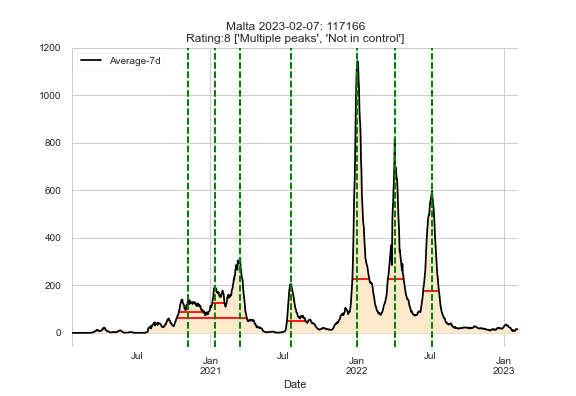 Malta 2023-02-07: 117166
Rating:8 ['Multiple peaks', 'Not in control']
Average-7d
1200
1000
800
600
400
200
0
Jul
Jan
2021
Jul
Jan
2022
Jul
Jan
2023
Date